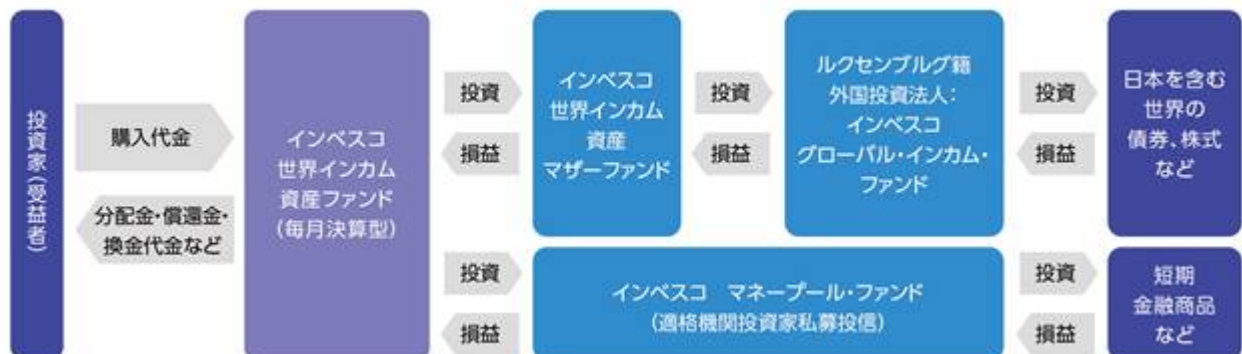 投資家(受益者)
購入代金
分配金・償還金・
換金代金など
インベスコ
世界インカム
資産ファンド
(毎月決算型)
投資
損益
インベスコ
世界インカム
資産
マザーファンド
投資
損益
ルクセンブルグ籍
外国投資法人:
インベスコ
グローバル・インカム・
ファンド
投資
損益
日本を含む
世界の
債券、株式
など
投資
損益
インベスコ マネープール・ファンド
(適格機関投資家私募投信)
投資
損益
短期
金融商品
など